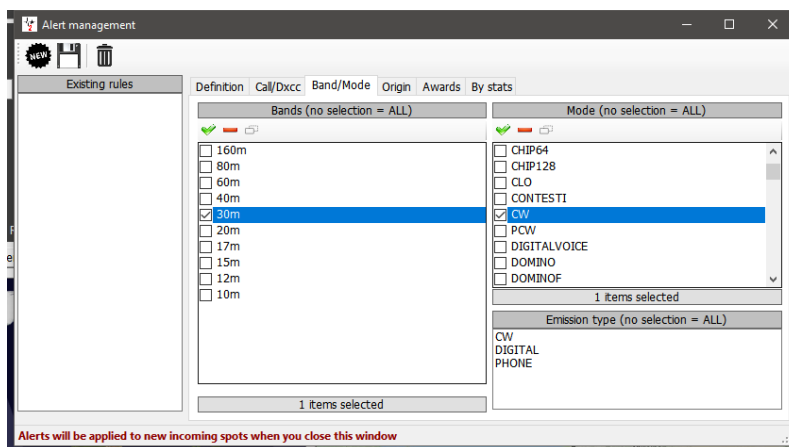 Alert management
NEW
Existing rules
Definition Call/Dxcc Band/Mode Origin Awards By stats
Bands (no selection = ALL)
160m
80m
60m
40m
30m
20m
17m
15m
12m
10m
1 items selected
Mode (no selection = ALL)
CHIP64
CHIP128
CLO
CONTESTI
CW
PCW
DIGITALVOICE
DOMINO
DOMINOF
1 items selected
Emission type (no selection = ALL)
CW
DIGITAL
PHONE
Alerts will be applied to new incoming spots when you close this window